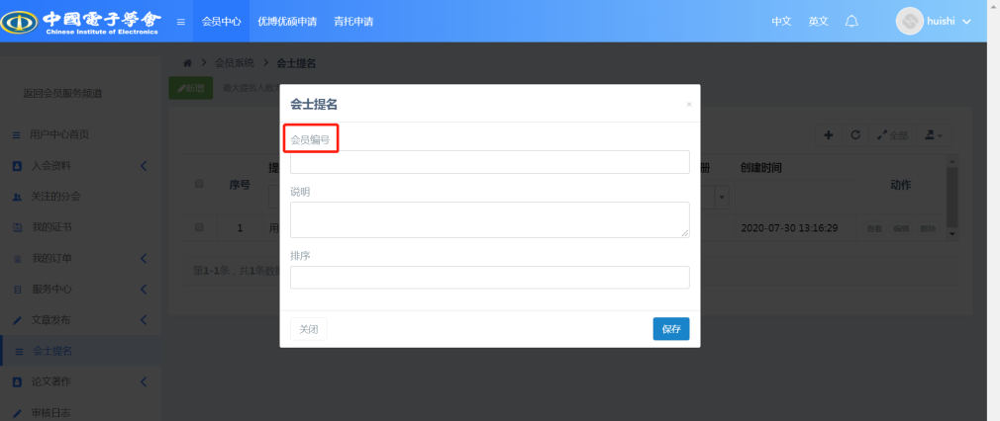 中國電子學會
Chinese Institute of Electronics
会员中心 优博优硕申请 青托申请
中文 英文
huishi
会员系统 会士提名
返回会员服务频道
新增
最大提名人数
会士提名
×
会员编号
说明
排序
关闭
保存
用户中心首页
入会资料
关注的分会
我的证书
我的订单
服务中心
文章发布
会士提名
论文著作
审核日志
全部
序号 提 册 创建时间 动作
1 用 2020-07-30 13:16:29 查看 编辑 删除
第1-1条，共1条数据